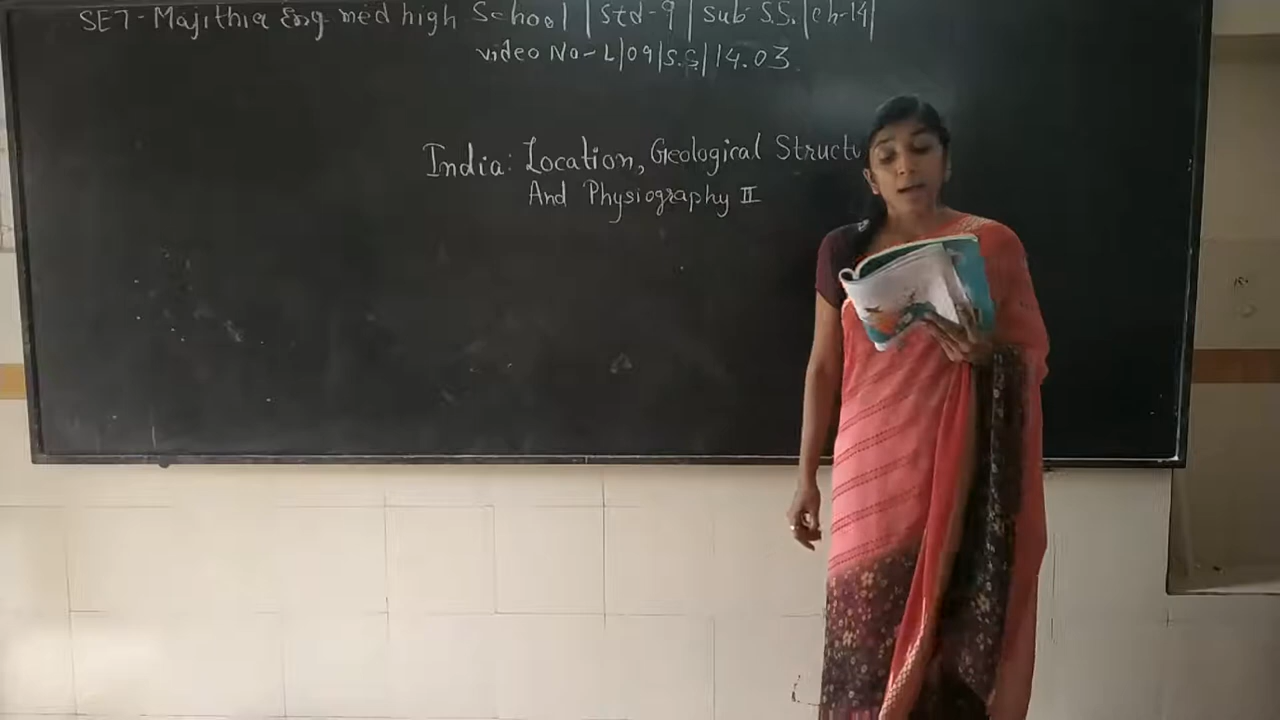 SET- Majithia Eng med high School | Std-9 | Sub S.S. | Ch-14 |
Video No- L|09|S.S|14.03
India: Location, Geological Structu
And Physiography II